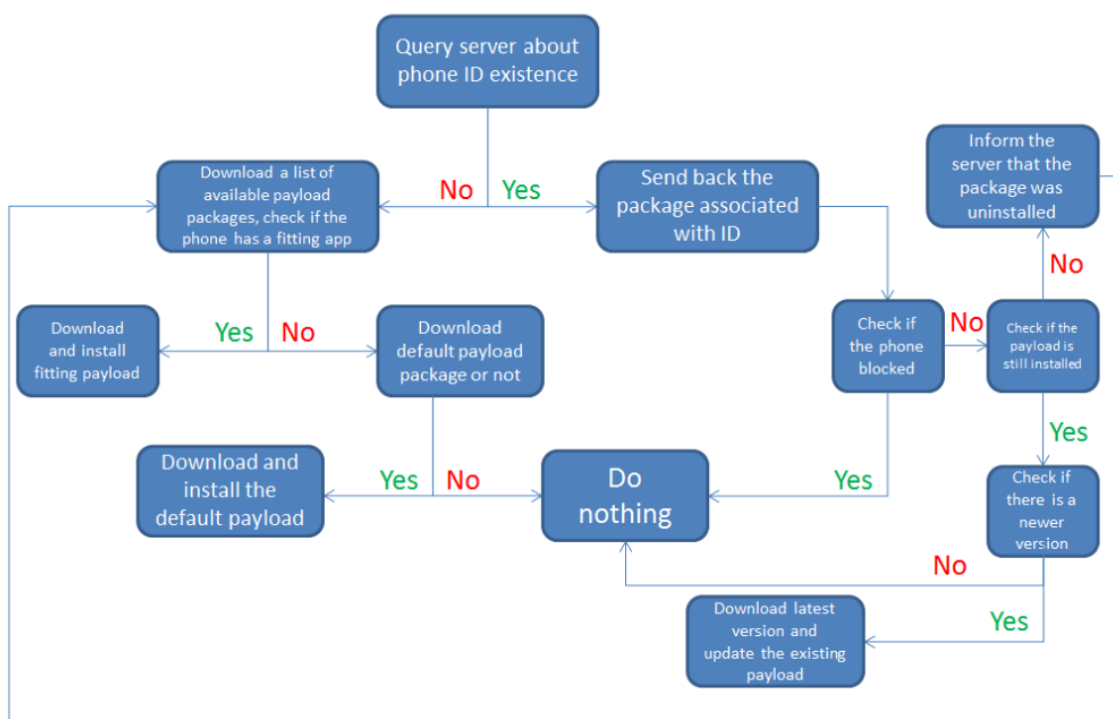 Query server about
phone ID existence
Download a list of
available payload
packages, check if the
phone has a fitting app
No
Yes
Send back the
package associated
with ID
Inform the
server that the
package was
uninstalled
No
Download
and install
fitting payload
Yes
No
Download
default payload
package or not
Check if
the phone
blocked
No
Check if the
payload is
still installed
Yes
Download and
install the
default payload
Yes
No
Do
nothing
Yes
Check if
there is a
newer
version
No
Download latest
version and
update the existing
payload
Yes